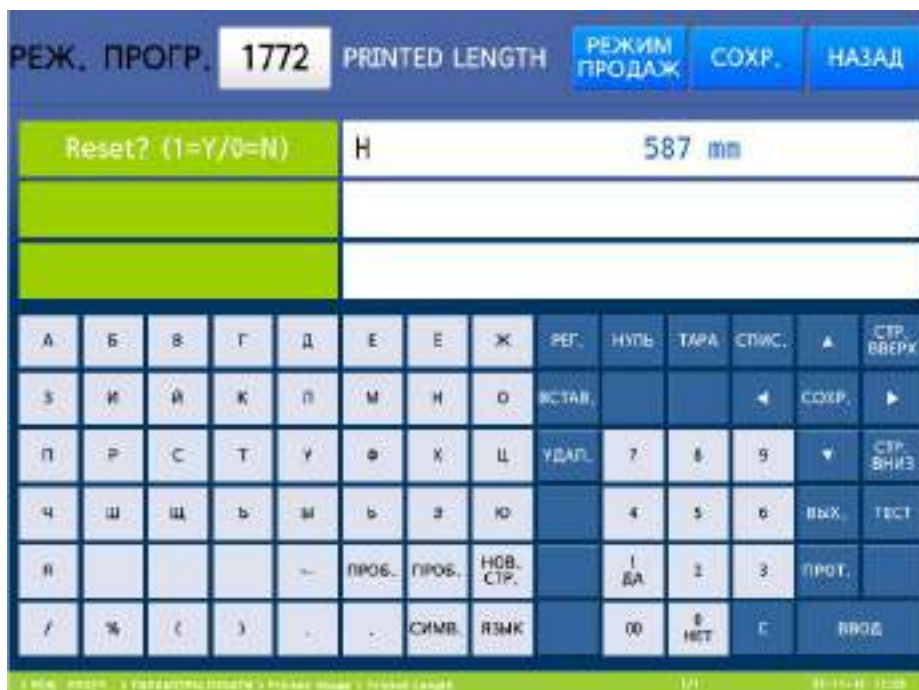 РЕЖ. ПРОГР. 1772 PRINTED LENGTH РЕЖИМ ПРОДАЖ СОХР. НАЗАД
Reset? (1=Y/0=N) Н 587 mm
А Б В Г Д Е Ё Ж РЕГ. НУЛЬ ТАРА СПИС. ▲ СТР. ВВЕРХ
З И Й К Л М Н О ВСТАВ. ◀ СОХР. ▶
П Р С Т У Ф Х Ц УДАЛ. 7 8 9 ▼ СТР. ВНИЗ
Ч Ш Щ Ъ Ы Ь Э Ю 4 5 6 ВЫХ. ТЕСТ
Я ПРОБ. ПРОБ. НОВ. СТР. 1 ДА 2 3 ПРОТ.
/ % ( ) , . СИМВ. ЯЗЫК 00 0 НЕТ C ВВОД
1/1